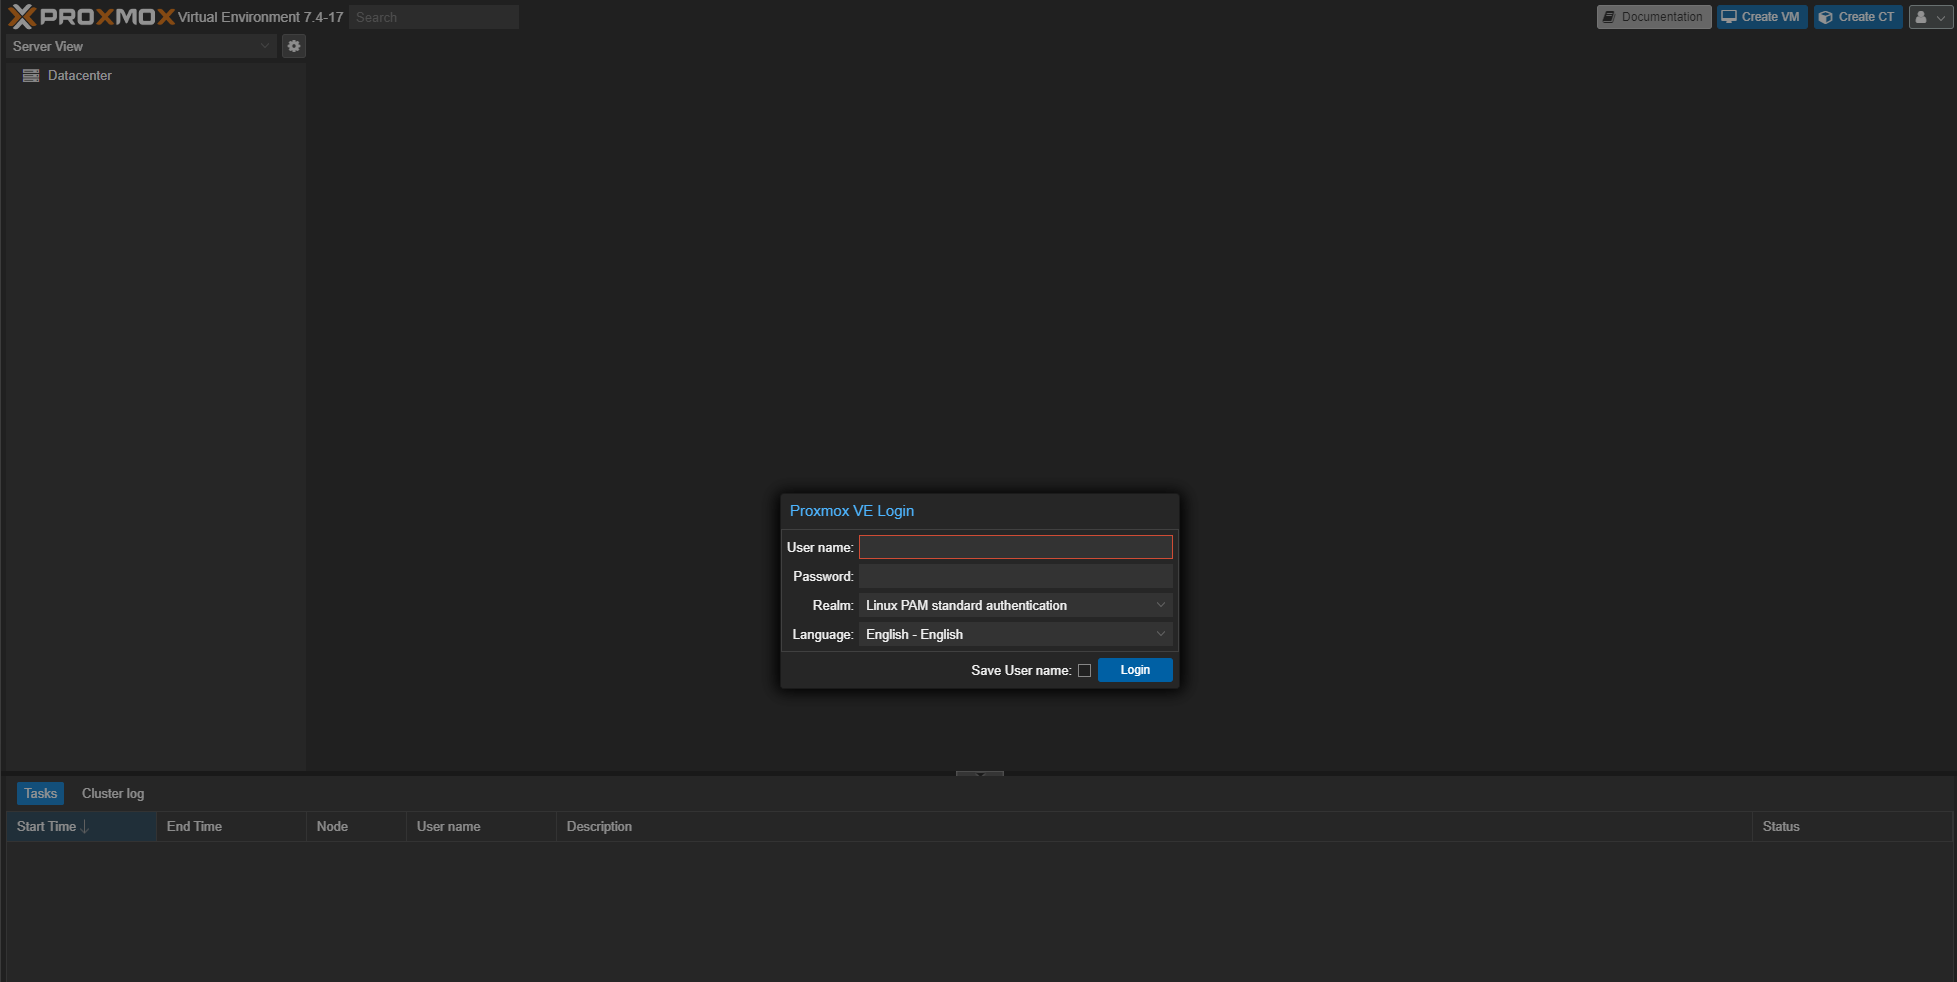 PROXMOX Virtual Environment 7.4-17 Search Documentation Create VM Create CT
Server View
Datacenter
Proxmox VE Login
User name:
Password:
Realm: Linux PAM standard authentication
Language: English - English
Save User name: Login
Tasks Cluster log
Start Time End Time Node User name Description Status